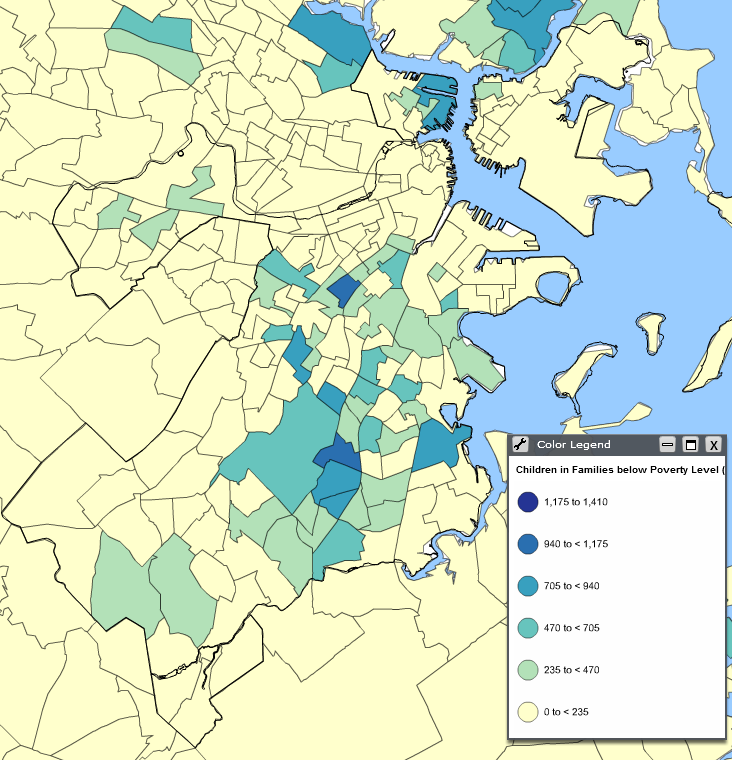 Color Legend
X
Children in Families below Poverty Level (
1,175 to 1,410
940 to < 1,175
705 to < 940
470 to < 705
235 to < 470
0 to < 235